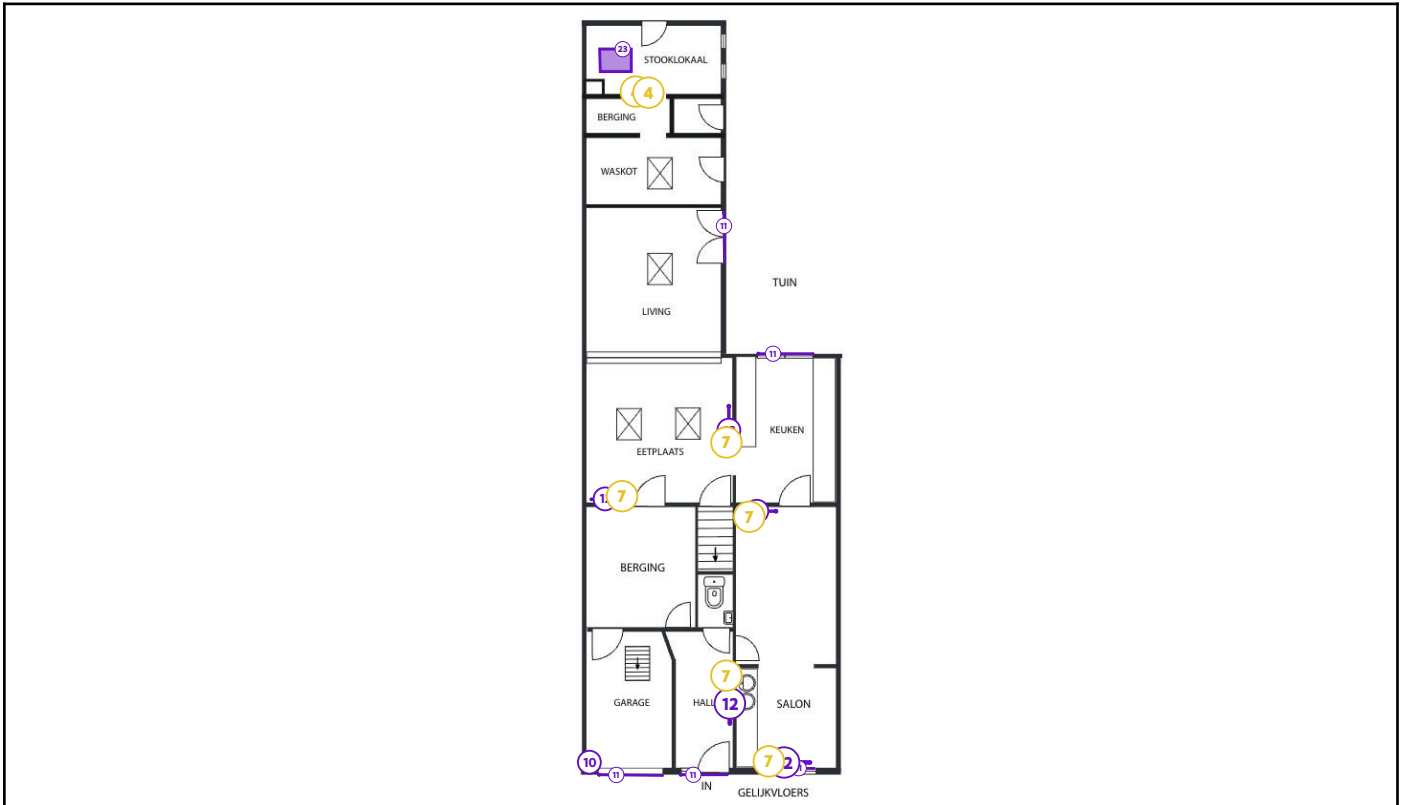 23
STOOKLOKAAL
4
BERGING
WASKOT
11
TUIN
LIVING
11
KEUKEN
7
EETPLAATS
7
7
BERGING
7
GARAGE
HALL
12
SALON
10
7
11
11
IN
GELIJKVLOERS